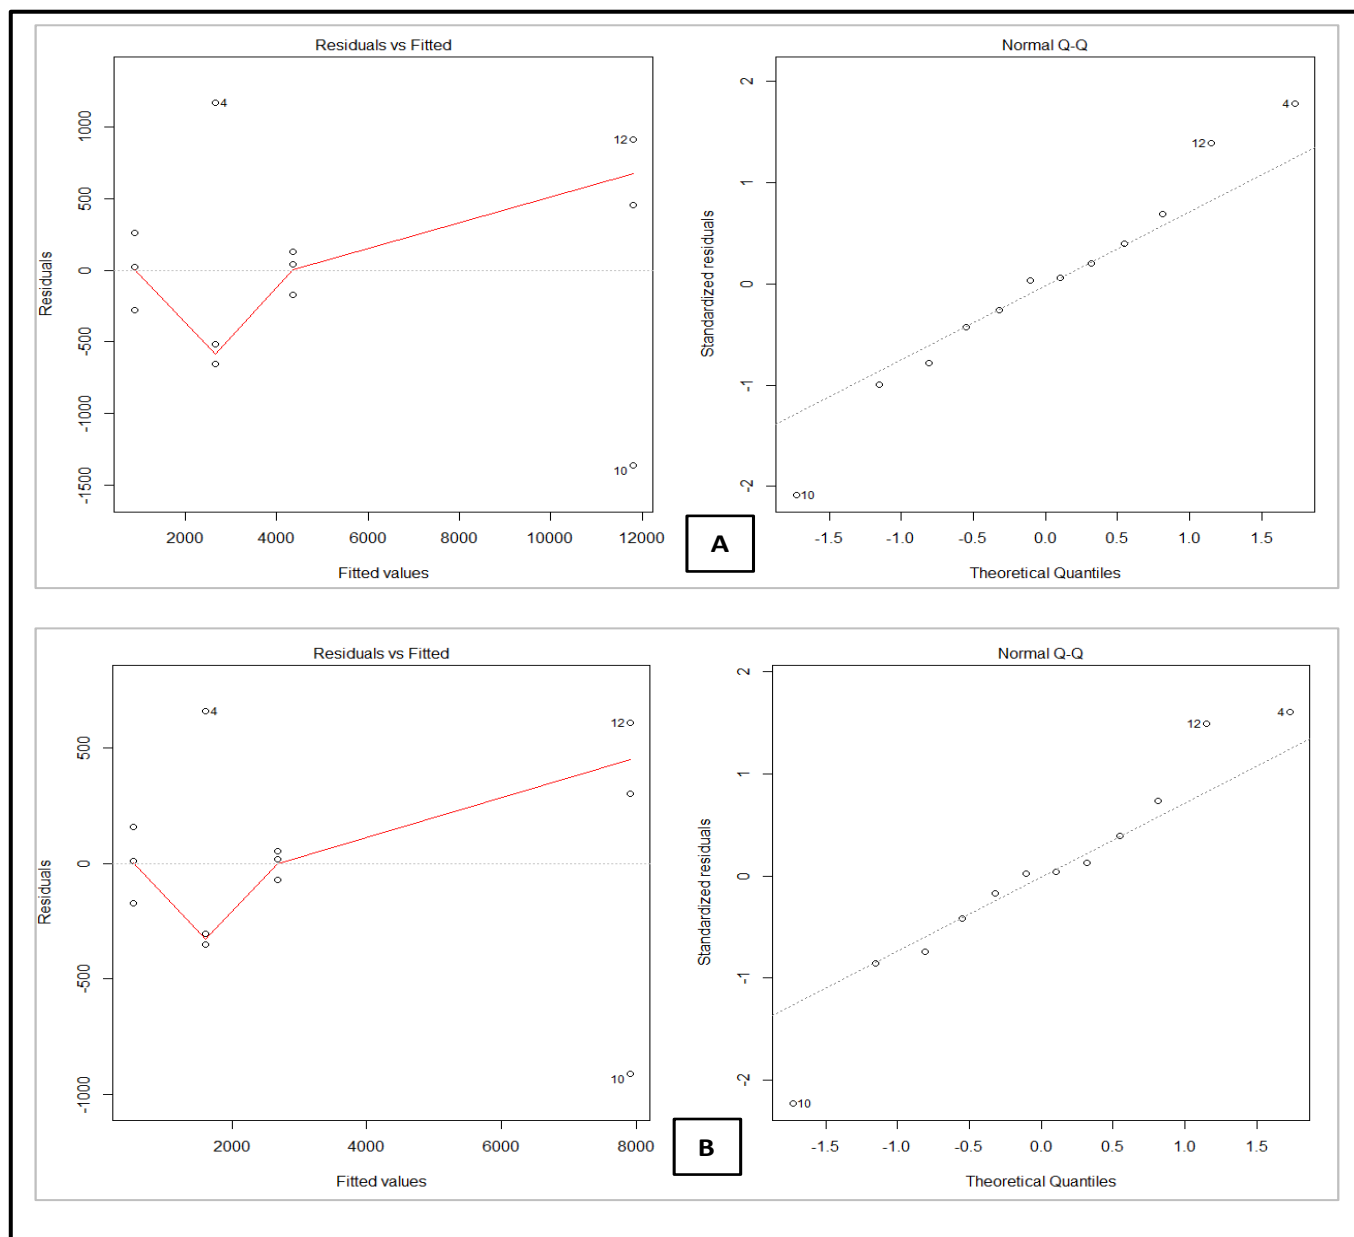 Residuals vs Fitted
Normal Q-Q
Residuals
1000
500
0
-500
-1000
-1500
4
12
10
2000 4000 6000 8000 10000 12000
Fitted values
Standardized residuals
2
1
0
-1
-2
4
12
10
-1.5 -1.0 -0.5 0.0 0.5 1.0 1.5
Theoretical Quantiles
A
Residuals vs Fitted
Normal Q-Q
Residuals
500
0
-500
-1000
4
12
10
2000 4000 6000 8000
Fitted values
Standardized residuals
2
1
0
-1
-2
4
12
10
-1.5 -1.0 -0.5 0.0 0.5 1.0 1.5
Theoretical Quantiles
B